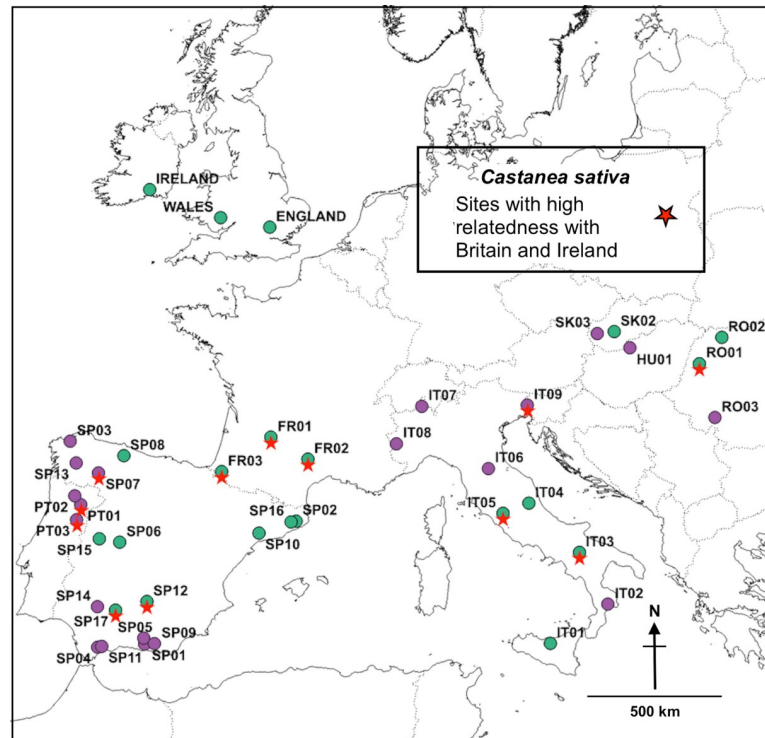 IRELAND
WALES
ENGLAND
Castanea sativa
Sites with high
relatedness with
Britain and Ireland
SK03
SK02
RO02
HU01
RO01
IT07
IT09
RO03
SP03
SP08
FR01
IT08
FR02
FR03
IT06
SP13
SP07
IT04
PT02
PT01
IT05
SP16
SP02
PT03
SP15
SP06
SP10
IT03
SP14
SP12
IT02
N
SP17
SP05
SP09
IT01
SP04
SP11
SP01
500 km